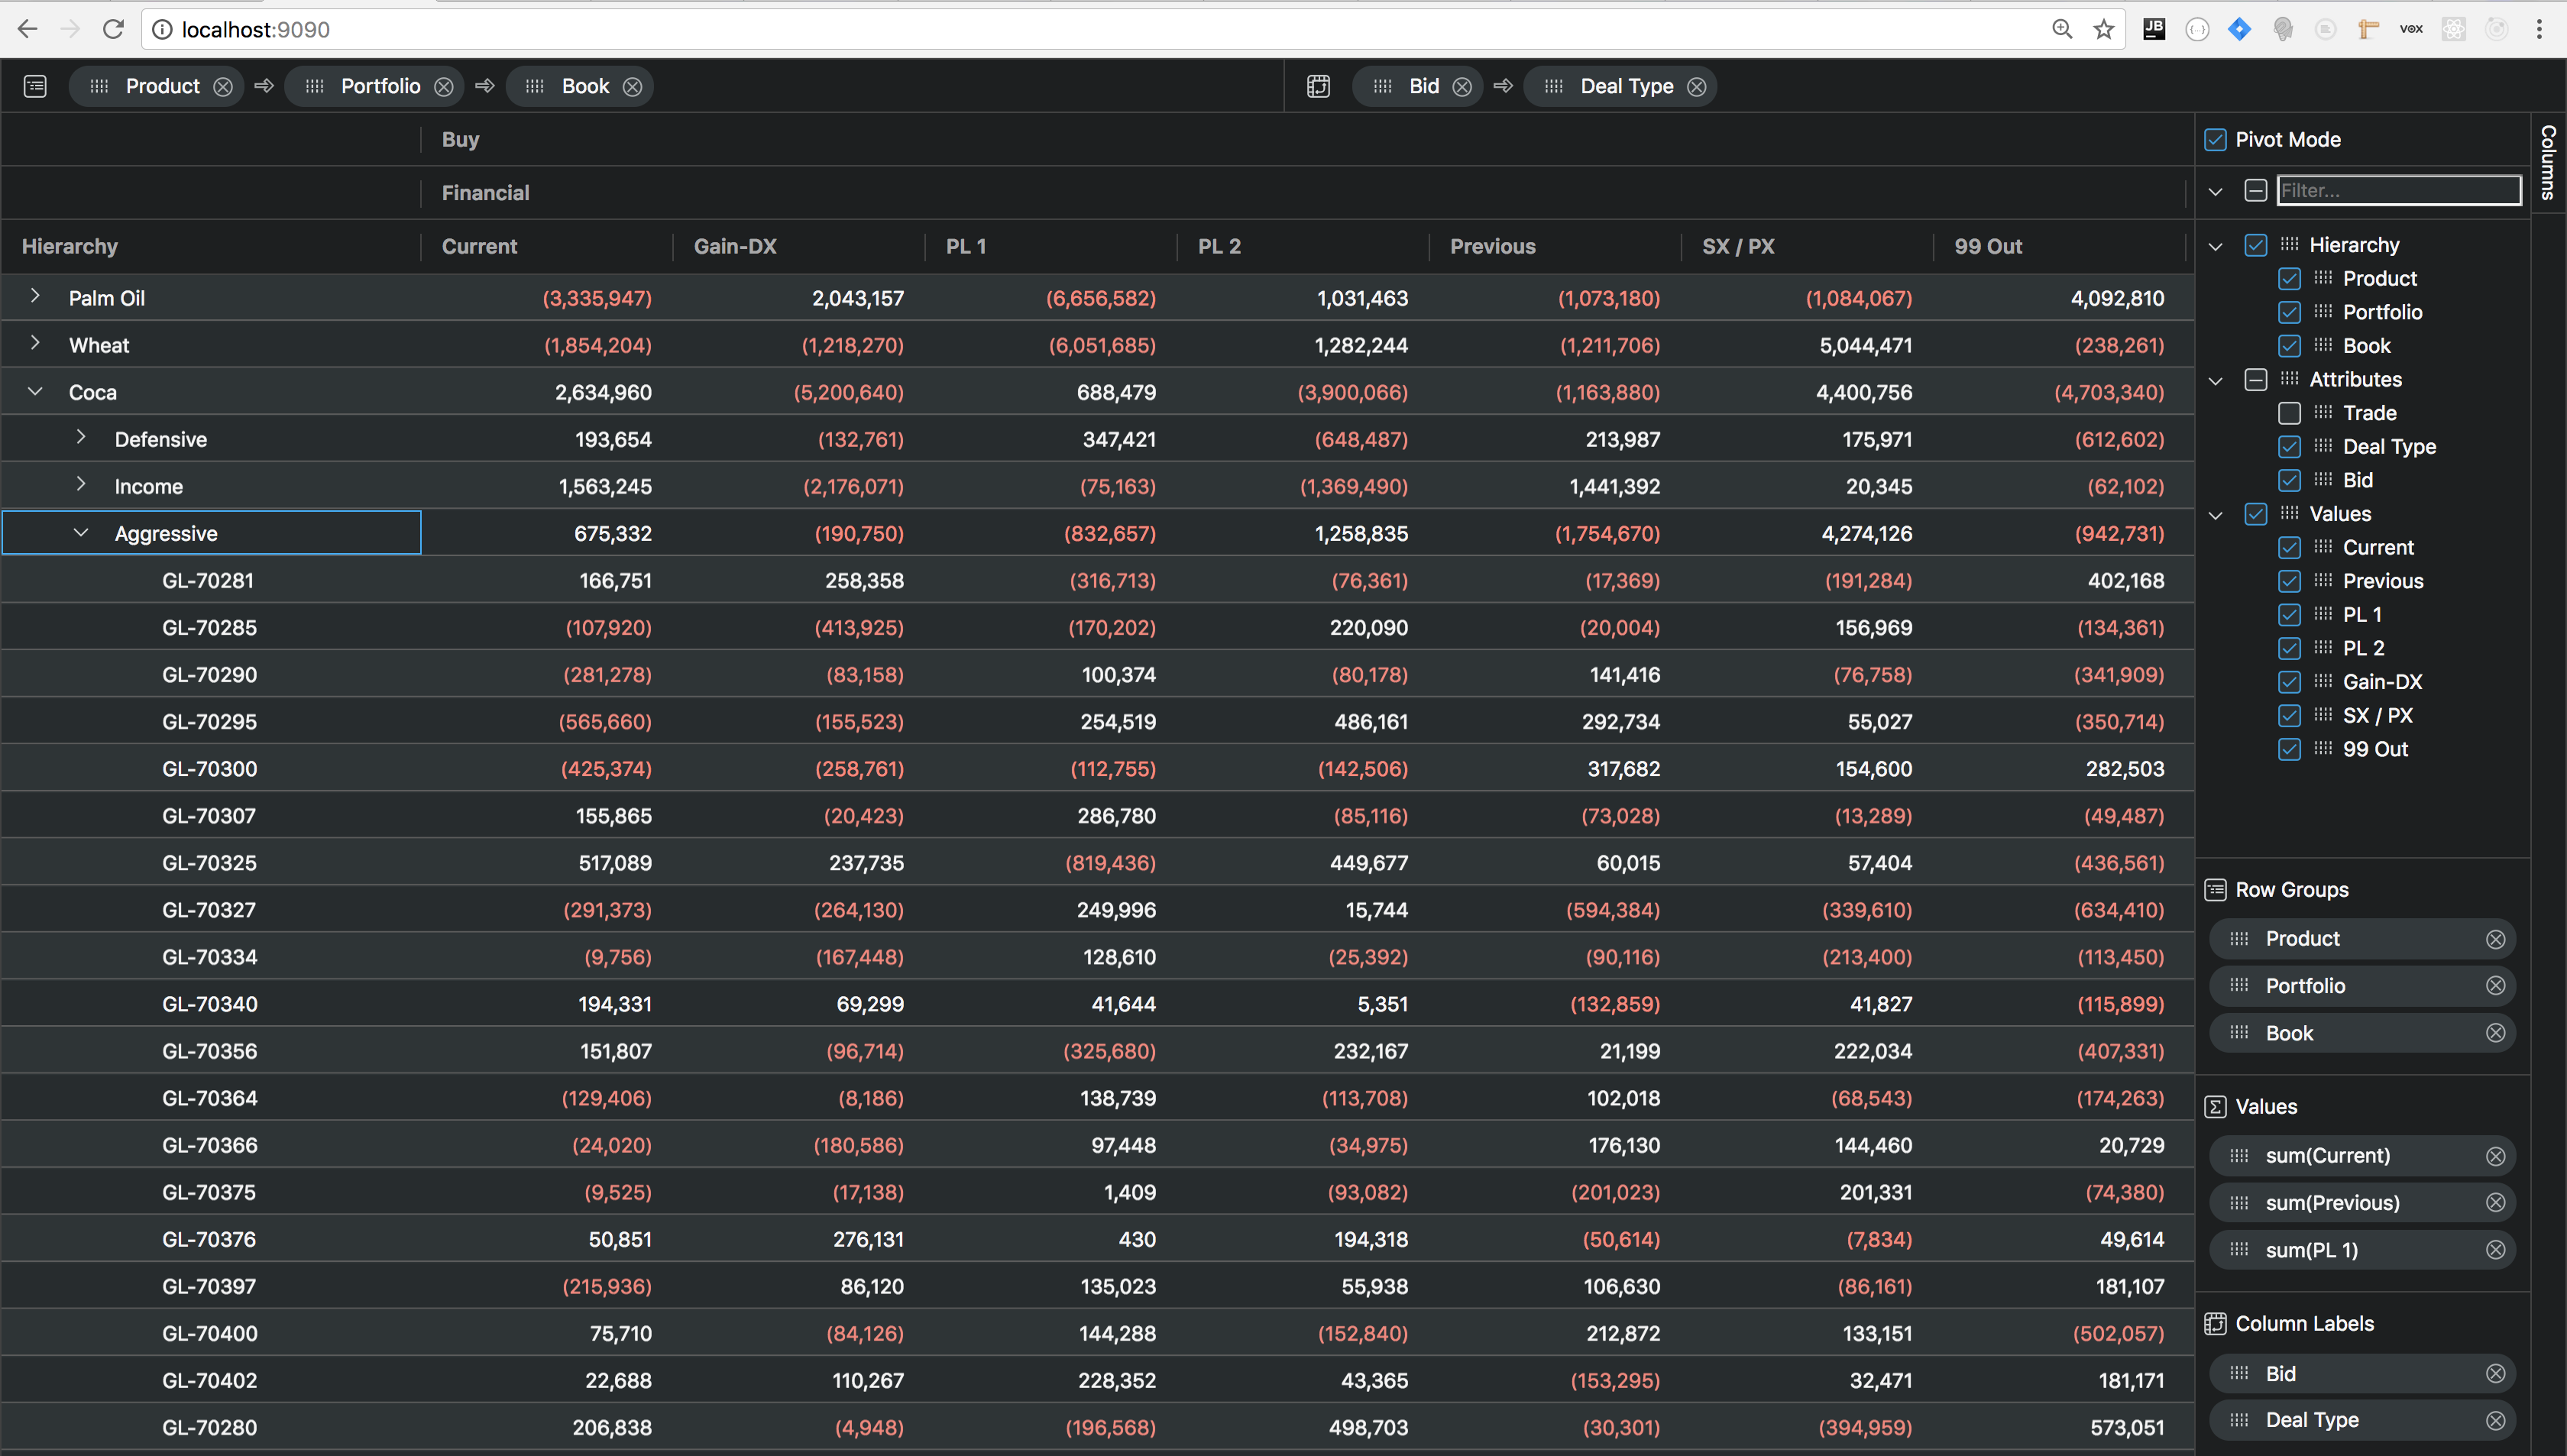 localhost:9090
JB
VOX
Product Portfolio Book Bid Deal Type
Buy
Financial
Hierarchy Current Gain-DX PL 1 PL 2 Previous SX / PX 99 Out
Palm Oil (3,335,947) 2,043,157 (6,656,582) 1,031,463 (1,073,180) (1,084,067) 4,092,810
Wheat (1,854,204) (1,218,270) (6,051,685) 1,282,244 (1,211,706) 5,044,471 (238,261)
Coca 2,634,960 (5,200,640) 688,479 (3,900,066) (1,163,880) 4,400,756 (4,703,340)
Defensive 193,654 (132,761) 347,421 (648,487) 213,987 175,971 (612,602)
Income 1,563,245 (2,176,071) (75,163) (1,369,490) 1,441,392 20,345 (62,102)
Aggressive 675,332 (190,750) (832,657) 1,258,835 (1,754,670) 4,274,126 (942,731)
GL-70281 166,751 258,358 (316,713) (76,361) (17,369) (191,284) 402,168
GL-70285 (107,920) (413,925) (170,202) 220,090 (20,004) 156,969 (134,361)
GL-70290 (281,278) (83,158) 100,374 (80,178) 141,416 (76,758) (341,909)
GL-70295 (565,660) (155,523) 254,519 486,161 292,734 55,027 (350,714)
GL-70300 (425,374) (258,761) (112,755) (142,506) 317,682 154,600 282,503
GL-70307 155,865 (20,423) 286,780 (85,116) (73,028) (13,289) (49,487)
GL-70325 517,089 237,735 (819,436) 449,677 60,015 57,404 (436,561)
GL-70327 (291,373) (264,130) 249,996 15,744 (594,384) (339,610) (634,410)
GL-70334 (9,756) (167,448) 128,610 (25,392) (90,116) (213,400) (113,450)
GL-70340 194,331 69,299 41,644 5,351 (132,859) 41,827 (115,899)
GL-70356 151,807 (96,714) (325,680) 232,167 21,199 222,034 (407,331)
GL-70364 (129,406) (8,186) 138,739 (113,708) 102,018 (68,543) (174,263)
GL-70366 (24,020) (180,586) 97,448 (34,975) 176,130 144,460 20,729
GL-70375 (9,525) (17,138) 1,409 (93,082) (201,023) 201,331 (74,380)
GL-70376 50,851 276,131 430 194,318 (50,614) (7,834) 49,614
GL-70397 (215,936) 86,120 135,023 55,938 106,630 (86,161) 181,107
GL-70400 75,710 (84,126) 144,288 (152,840) 212,872 133,151 (502,057)
GL-70402 22,688 110,267 228,352 43,365 (153,295) 32,471 181,171
GL-70280 206,838 (4,948) (196,568) 498,703 (30,301) (394,959) 573,051
Pivot Mode
Filter...
Hierarchy
Product
Portfolio
Book
Attributes
Trade
Deal Type
Bid
Values
Current
Previous
PL 1
PL 2
Gain-DX
SX / PX
99 Out
Row Groups
Product
Portfolio
Book
Values
sum(Current)
sum(Previous)
sum(PL 1)
Column Labels
Bid
Deal Type
Columns